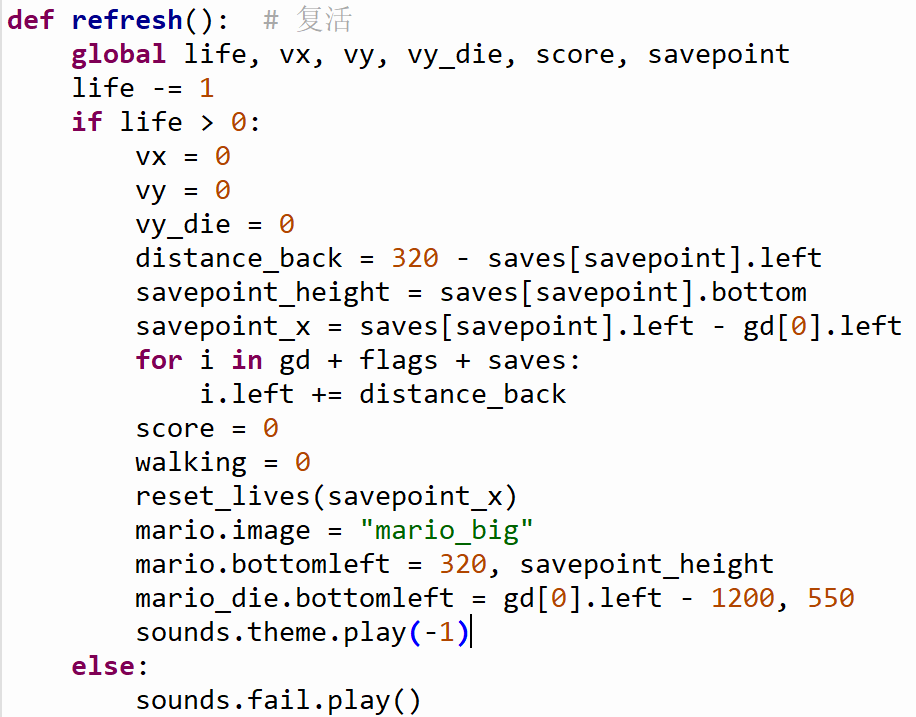 def refresh():  # 复活
    global life, vx, vy, vy_die, score, savepoint
    life -= 1
    if life > 0:
        vx = 0
        vy = 0
        vy_die = 0
        distance_back = 320 - saves[savepoint].left
        savepoint_height = saves[savepoint].bottom
        savepoint_x = saves[savepoint].left - gd[0].left
        for i in gd + flags + saves:
            i.left += distance_back
        score = 0
        walking = 0
        reset_lives(savepoint_x)
        mario.image = "mario_big"
        mario.bottomleft = 320, savepoint_height
        mario_die.bottomleft = gd[0].left - 1200, 550
        sounds.theme.play(-1)
    else:
        sounds.fail.play()